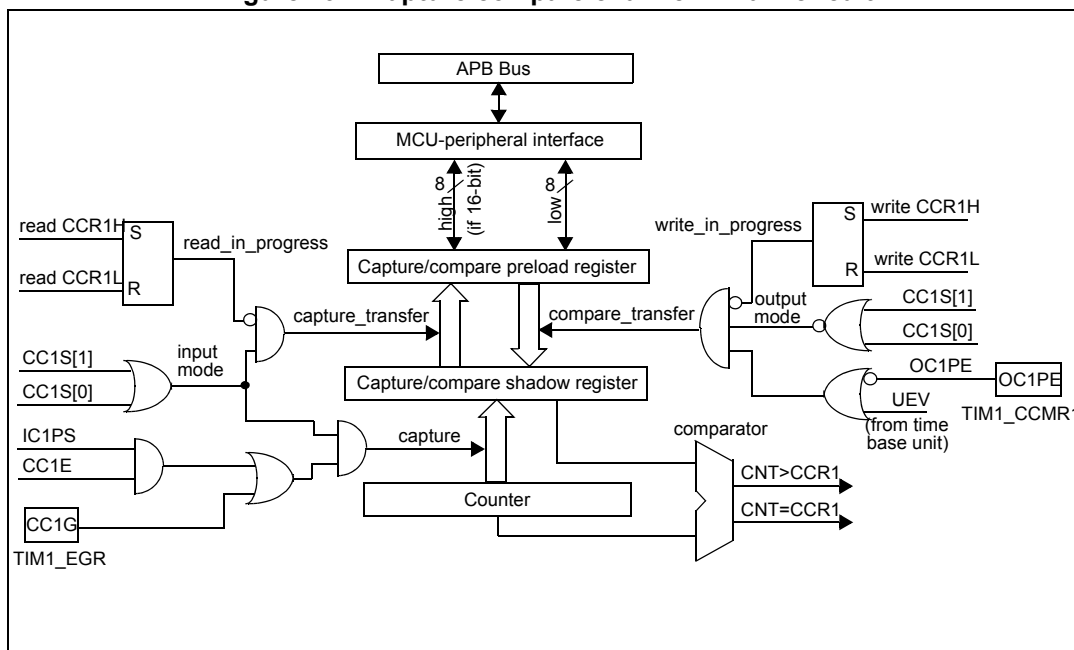 APB Bus
MCU-peripheral interface
8
high
(if 16-bit)
8
low
read CCR1H
S
read_in_progress
read CCR1L
R
write_in_progress
S
write CCR1H
R
write CCR1L
Capture/compare preload register
capture_transfer
compare_transfer
output
mode
CC1S[1]
CC1S[0]
CC1S[1]
CC1S[0]
input
mode
Capture/compare shadow register
OC1PE
OC1PE
UEV
(from time
base unit)
TIM1_CCMR1
IC1PS
CC1E
capture
comparator
CNT>CCR1
CNT=CCR1
Counter
CC1G
TIM1_EGR